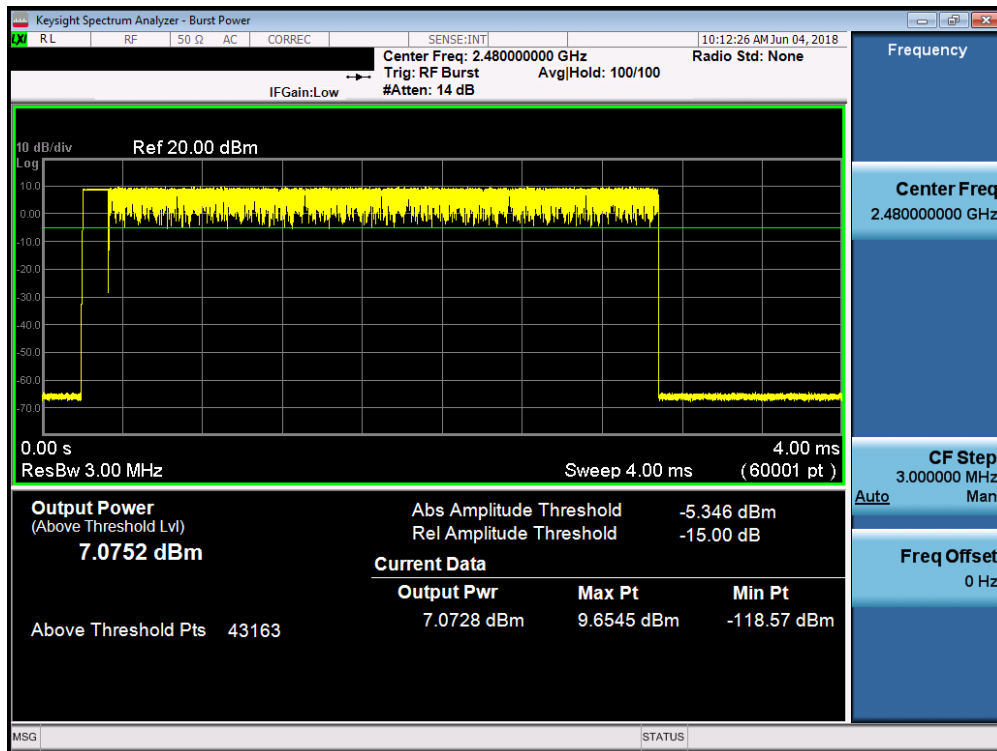 Keysight Spectrum Analyzer - Burst Power
LXI RL RF 50 Ω AC CORREC SENSE:INT 10:12:26 AM Jun 04, 2018
Center Freq: 2.480000000 GHz Radio Std: None
Trig: RF Burst Avg|Hold: 100/100
IFGain:Low #Atten: 14 dB
10 dB/div Ref 20.00 dBm
Log
10.0
0.00
-10.0
-20.0
-30.0
-40.0
-50.0
-60.0
-70.0
0.00 s 4.00 ms
ResBw 3.00 MHz Sweep 4.00 ms (60001 pt)
Output Power
(Above Threshold Lvl)
7.0752 dBm
Above Threshold Pts 43163
Abs Amplitude Threshold -5.346 dBm
Rel Amplitude Threshold -15.00 dB
Current Data
Output Pwr Max Pt Min Pt
7.0728 dBm 9.6545 dBm -118.57 dBm
Frequency
Center Freq
2.480000000 GHz
CF Step
3.000000 MHz
Auto Man
Freq Offset
0 Hz
MSG STATUS